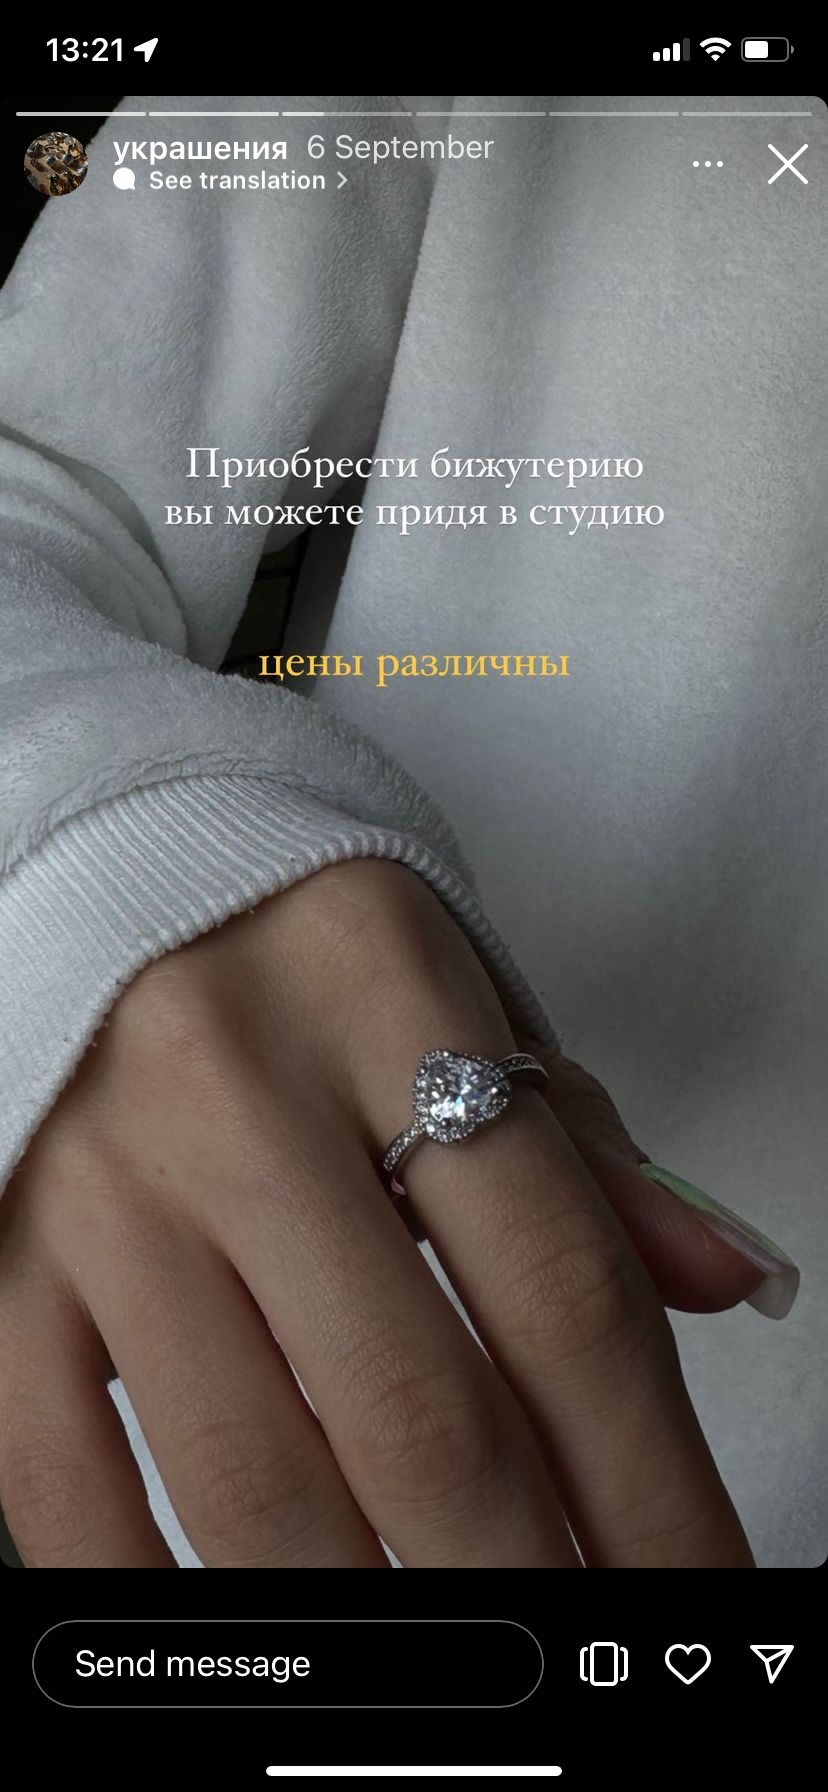 13:21
украшения 6 September
See translation >
Приобрести бижутерию
вы можете придя в студию
цены различны
Send message